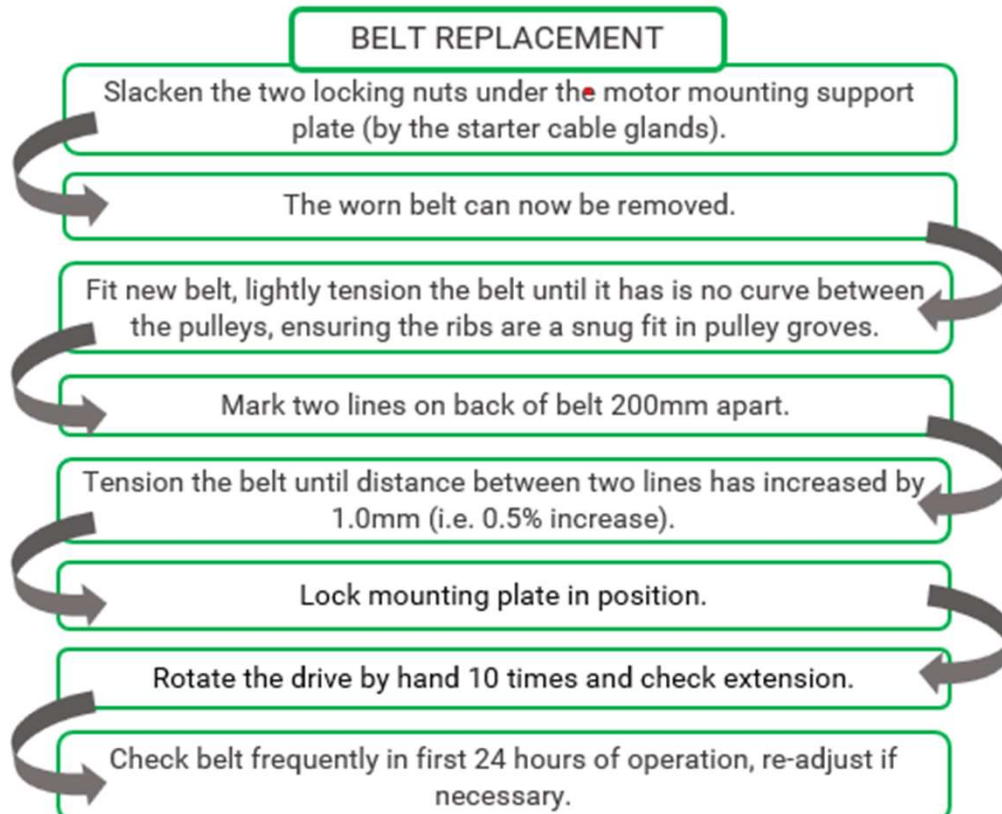 BELT REPLACEMENT
Slacken the two locking nuts under the motor mounting support
plate (by the starter cable glands).
The worn belt can now be removed.
Fit new belt, lightly tension the belt until it has is no curve between
the pulleys, ensuring the ribs are a snug fit in pulley groves.
Mark two lines on back of belt 200mm apart.
Tension the belt until distance between two lines has increased by
1.0mm (i.e. 0.5% increase).
Lock mounting plate in position.
Rotate the drive by hand 10 times and check extension.
Check belt frequently in first 24 hours of operation, re-adjust if
necessary.